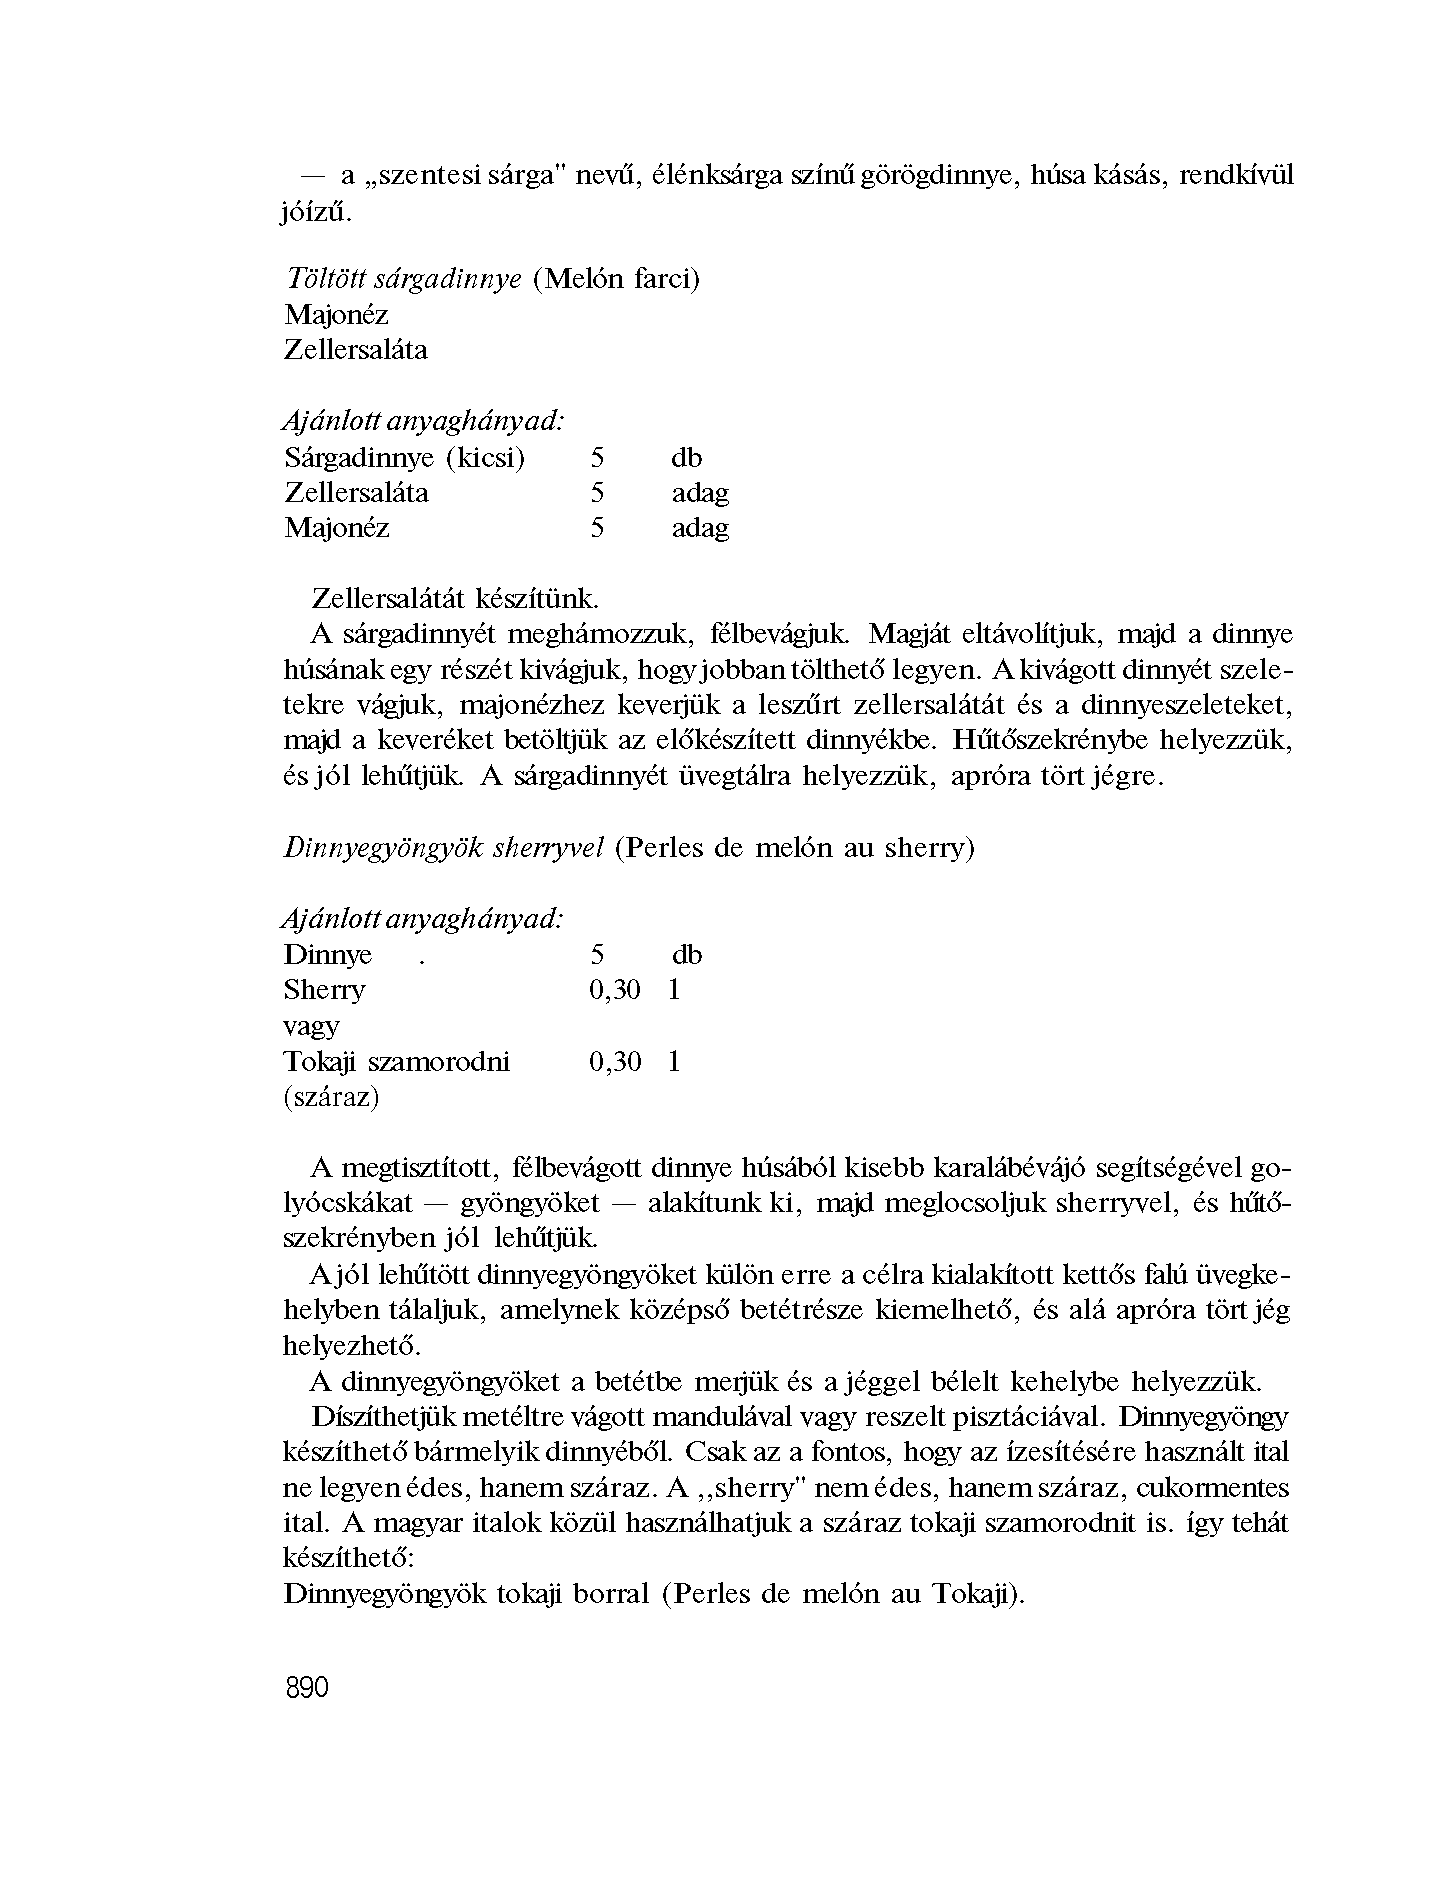 — a „szentesi sárga" nevű, élénksárga színű görögdinnye, húsa kásás, rendkívül
jóízű.
Töltött sárgadinnye (Melón farci)
Majonéz
Zellersaláta
Ajánlott anyaghányad:
Sárgadinnye (kicsi) 5 db
Zellersaláta 5 adag
Majonéz 5 adag
Zellersalátát készítünk.
A sárgadinnyét meghámozzuk, félbevágjuk. Magját eltávolítjuk, majd a dinnye
húsának egy részét kivágjuk, hogy jobban tölthető legyen. A kivágott dinnyét szele-
tekre vágjuk, majonézhez keverjük a leszűrt zellersalátát és a dinnyeszeleteket,
majd a keveréket betöltjük az előkészített dinnyékbe. Hűtőszekrénybe helyezzük,
és jól lehűtjük. A sárgadinnyét üvegtálra helyezzük, apróra tört jégre.
Dinnyegyöngyök sherryvel (Perles de melón au sherry)
Ajánlott anyaghányad:
Dinnye . 5 db
Sherry 0,30 1
vagy
Tokaji szamorodni 0,30 1
(száraz)
A megtisztított, félbevágott dinnye húsából kisebb karalábévájó segítségével go-
lyócskákat — gyöngyöket — alakítunk ki, majd meglocsoljuk sherryvel, és hűtő-
szekrényben jól lehűtjük.
A jól lehűtött dinnyegyöngyöket külön erre a célra kialakított kettős falú üvegke-
helyben tálaljuk, amelynek középső betétrésze kiemelhető, és alá apróra tört jég
helyezhető.
A dinnyegyöngyöket a betétbe merjük és a jéggel bélelt kehelybe helyezzük.
Díszíthetjük metéltre vágott mandulával vagy reszelt pisztáciával. Dinnyegyöngy
készíthető bármelyik dinnyéből. Csak az a fontos, hogy az ízesítésére használt ital
ne legyen édes, hanem száraz. A ,,sherry" nem édes, hanem száraz, cukormentes
ital. A magyar italok közül használhatjuk a száraz tokaji szamorodnit is. így tehát
készíthető:
Dinnyegyöngyök tokaji borral (Perles de melón au Tokaji).
890